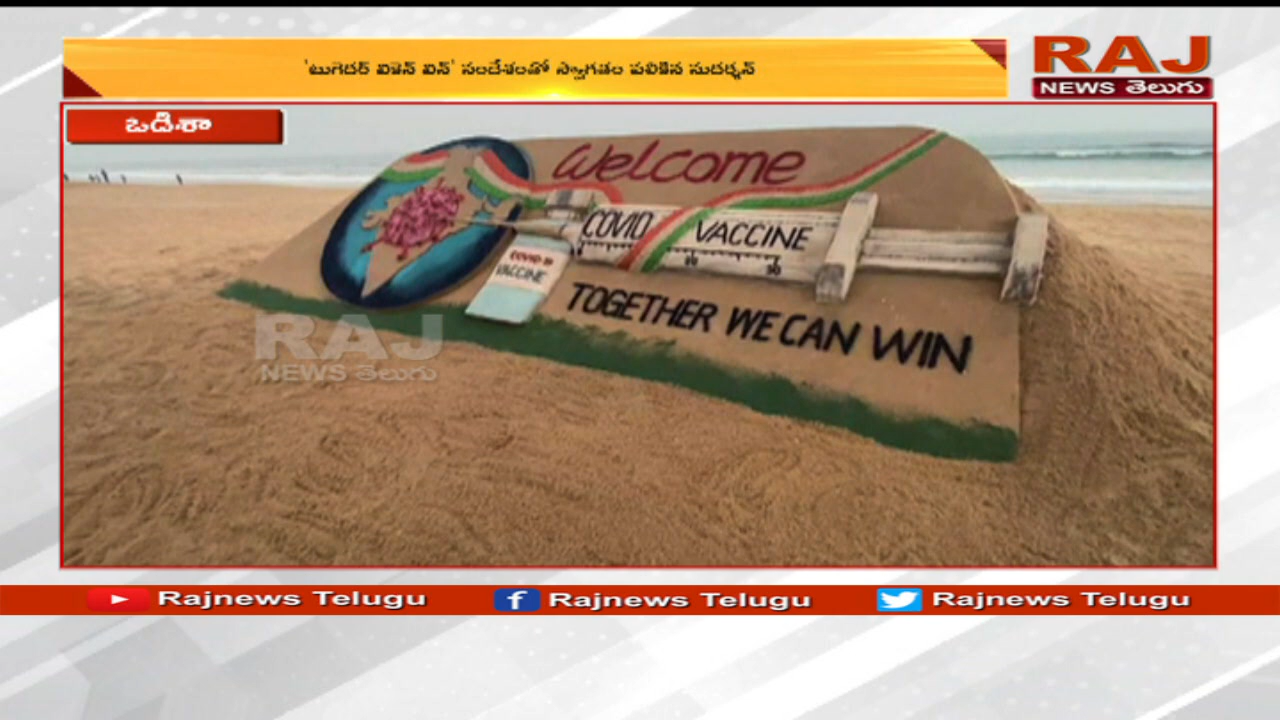 'టుగెదర్ వికెన్ విన్' సందేశంతో స్వాగతం పలికిన సుదర్శన్
RAJ
NEWS తెలుగు
ఒడిశా
Welcome
COVID VACCINE
COVID-19
VACCINE
TOGETHER WE CAN WIN
RAJ
NEWS తెలుగు
Rajnews Telugu
Rajnews Telugu
Rajnews Telugu